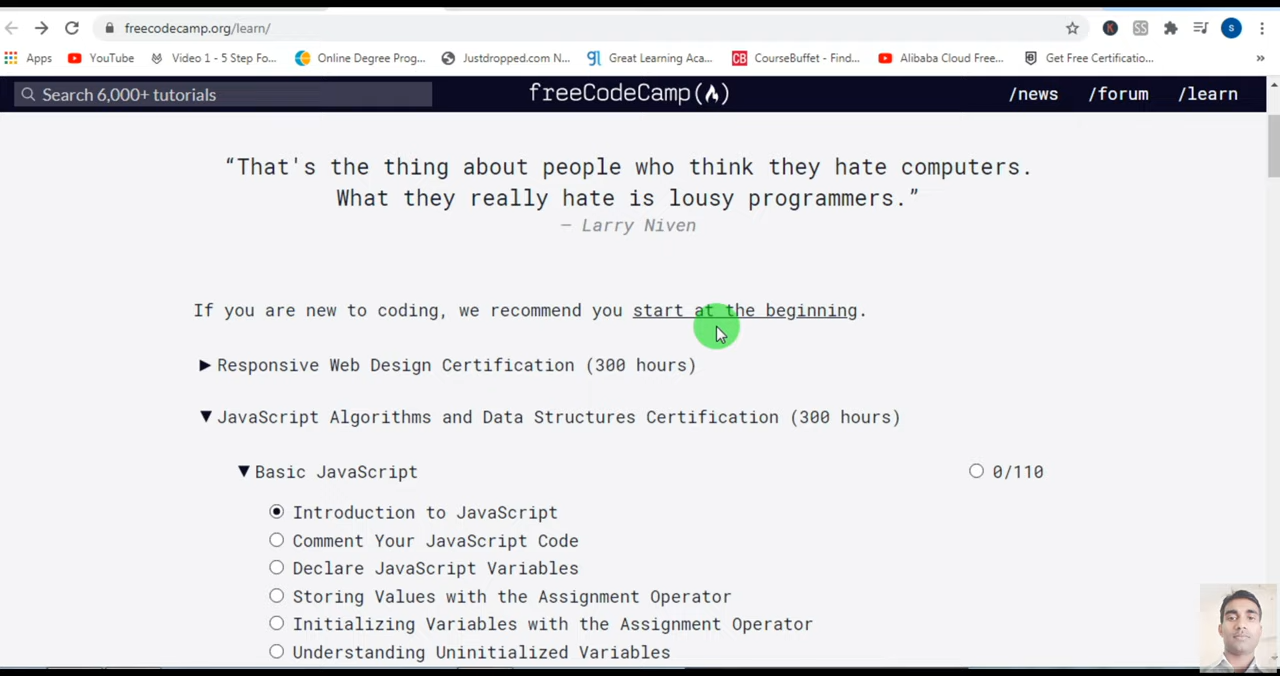 freecodecamp.org/learn/
S
Apps YouTube Video 1 - 5 Step Fo... Online Degree Prog... Justdropped.com N... gl Great Learning Aca... CB CourseBuffet - Find... Alibaba Cloud Free... Get Free Certificatio... »
Search 6,000+ tutorials freeCodeCamp /news /forum /learn
“That's the thing about people who think they hate computers.
What they really hate is lousy programmers.”
— Larry Niven
If you are new to coding, we recommend you start at the beginning.
Responsive Web Design Certification (300 hours)
JavaScript Algorithms and Data Structures Certification (300 hours)
Basic JavaScript 0/110
Introduction to JavaScript
Comment Your JavaScript Code
Declare JavaScript Variables
Storing Values with the Assignment Operator
Initializing Variables with the Assignment Operator
Understanding Uninitialized Variables